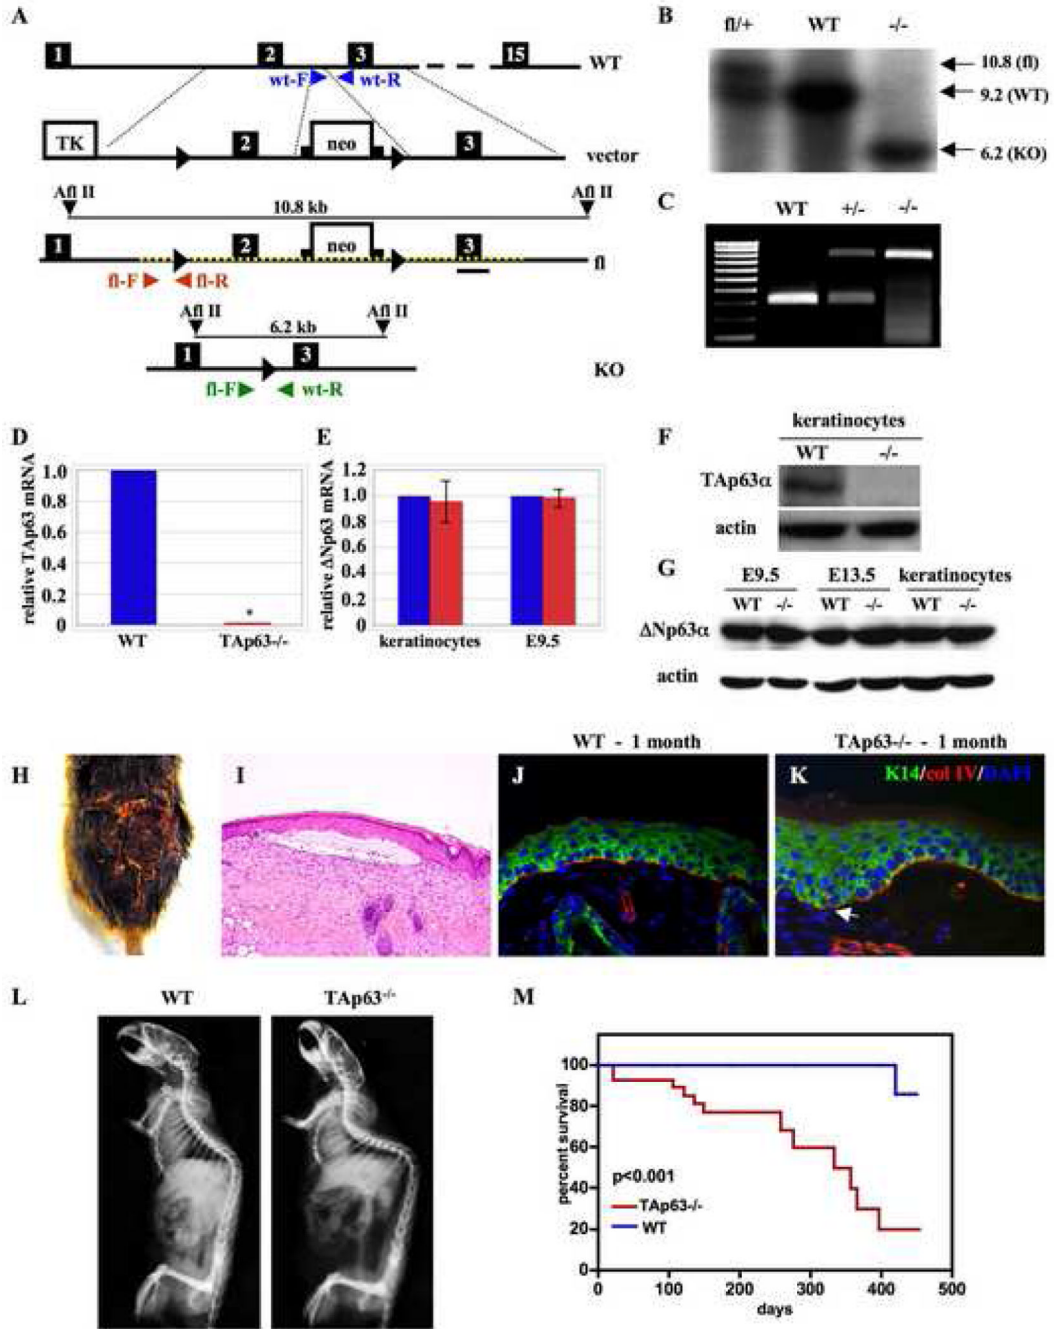 A
1 2 3 15 WT
wt-F wt-R
TK 2 neo 3 vector
Afl II Afl II
10.8 kb
1 2 neo 3 fl
fl-F fl-R
Afl II Afl II
6.2 kb
1 3 KO
fl-F wt-R
B
fl/+ WT -/-
10.8 (fl)
9.2 (WT)
6.2 (KO)
C
WT +/- -/-
D
relative TAp63 mRNA
1.0
0.8
0.6
0.4
0.2
0
*
WT TAp63-/-
E
relative ΔNp63 mRNA
1.2
1.0
0.8
0.6
0.4
0.2
0
keratinocytes E9.5
F
keratinocytes
WT -/-
TAp63α
actin
G
E9.5 E13.5 keratinocytes
WT -/- WT -/- WT -/-
ΔNp63α
actin
H
I
WT - 1 month
J
TAp63-/- - 1 month
K
K14/col IV/DAPI
L
WT TAp63-/-
M
percent survival
100
80
60
40
20
0
p<0.001
TAp63-/-
WT
0 100 200 300 400 500
days